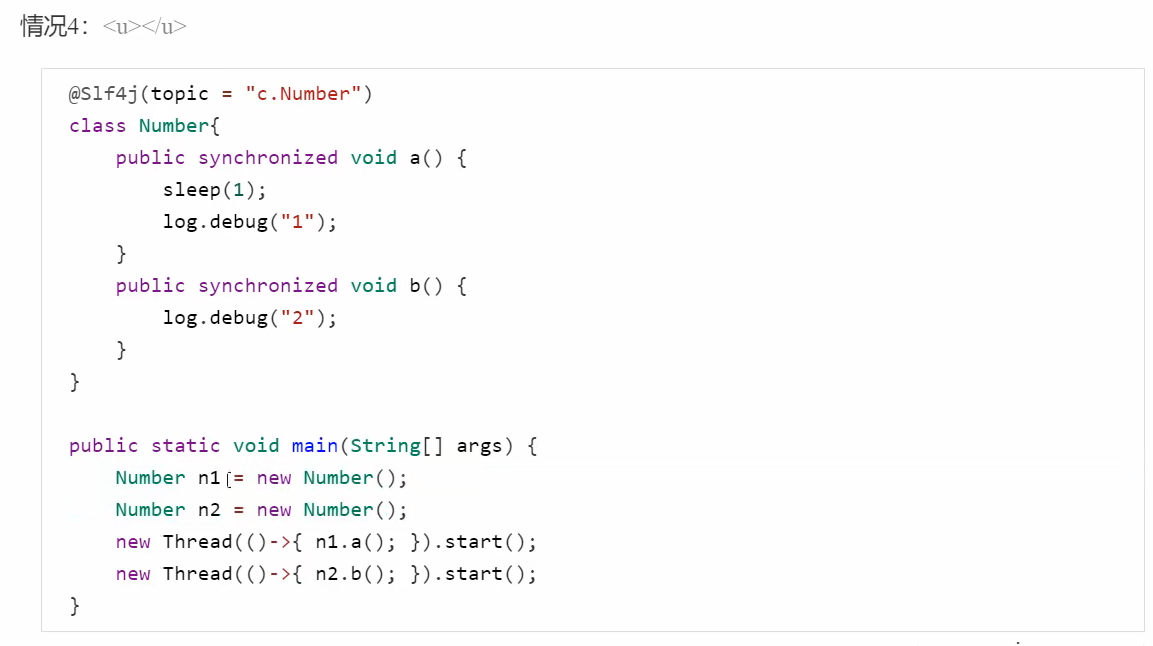 情况4：<u></u>
@Slf4j(topic = "c.Number")
class Number{
    public synchronized void a() {
        sleep(1);
        log.debug("1");
    }
    public synchronized void b() {
        log.debug("2");
    }
}

public static void main(String[] args) {
    Number n1 = new Number();
    Number n2 = new Number();
    new Thread(()->{ n1.a(); }).start();
    new Thread(()->{ n2.b(); }).start();
}